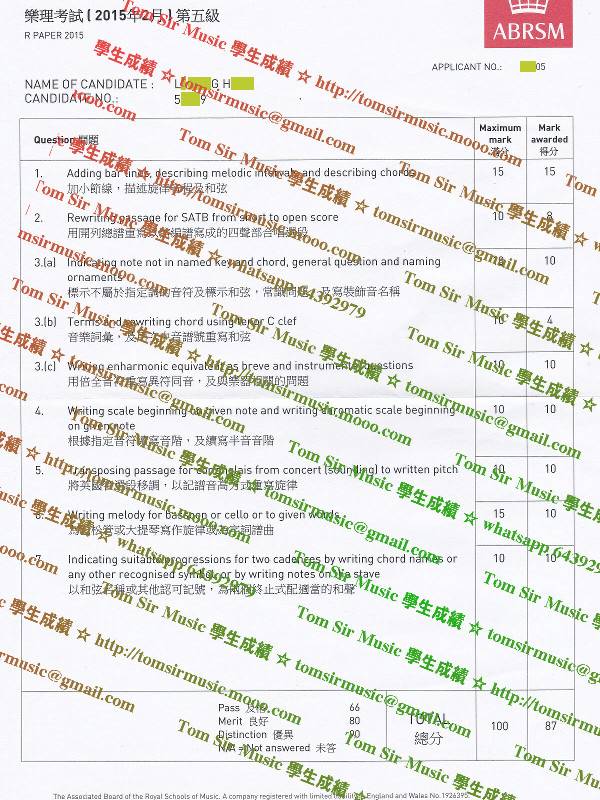 樂理考試 (2015年2月) 第五級
R PAPER 2015
ABRSM
APPLICANT NO.: 05
NAME OF CANDIDATE : L G H
CANDIDATE NO.: 5 9
Question 問題
Maximum mark 滿分
Mark awarded 得分
1. Adding bar lines, describing melodic intervals and describing chords 15 15
加小節線，描述旋律音程及和弦
2. Rewriting passage for SATB from short to open score 10 8
用開列總譜重寫以縮編譜寫成的四聲部合唱選段
3.(a) Indicating note not in named key and chord, general question and naming 10 10
ornaments
標示不屬於指定調的音符及標示和弦，常識問題，及寫裝飾音名稱
3.(b) Terms and rewriting chord using tenor C clef 10 4
音樂詞彙，及用 音譜號重寫和弦
3.(c) Writing enharmonic equivalent as breve and instrumental questions 10 10
用倍全音符重寫異符同音，及與樂器相關的問題
4. Writing scale beginning on given note and writing chromatic scale beginning 10 10
on given note
根據指定音符續寫音階，及續寫半音音階
5. Transposing passage for cor anglais from concert (sounding) to written pitch 10 10
將英國管選段移調，以記譜音高方式重寫旋律
6. Writing melody for bassoon or cello or to given words 15 10
為巴松管或大提琴寫作旋律或為歌詞譜曲
7. Indicating suitable progressions for two cadences by writing chord names or 10 10
any other recognised symbol or by writing notes on a stave
以和弦名稱或其他認可記號，為兩個終止式配適當的和聲
Pass 及格 66
Merit 良好 80
Distinction 優異 90
N/A = Not answered 未答
TOTAL 總分 100 87
The Associated Board of the Royal Schools of Music. A company registered with limited liability in England and Wales No.1926395.
Tom Sir Music 學生成績 ☆ http://tomsirmusic.mooo.com
Tom Sir Music 學生成績 ☆ tomsirmusic@gmail.com
Tom Sir Music 學生成績 ☆ whatsapp 64392979